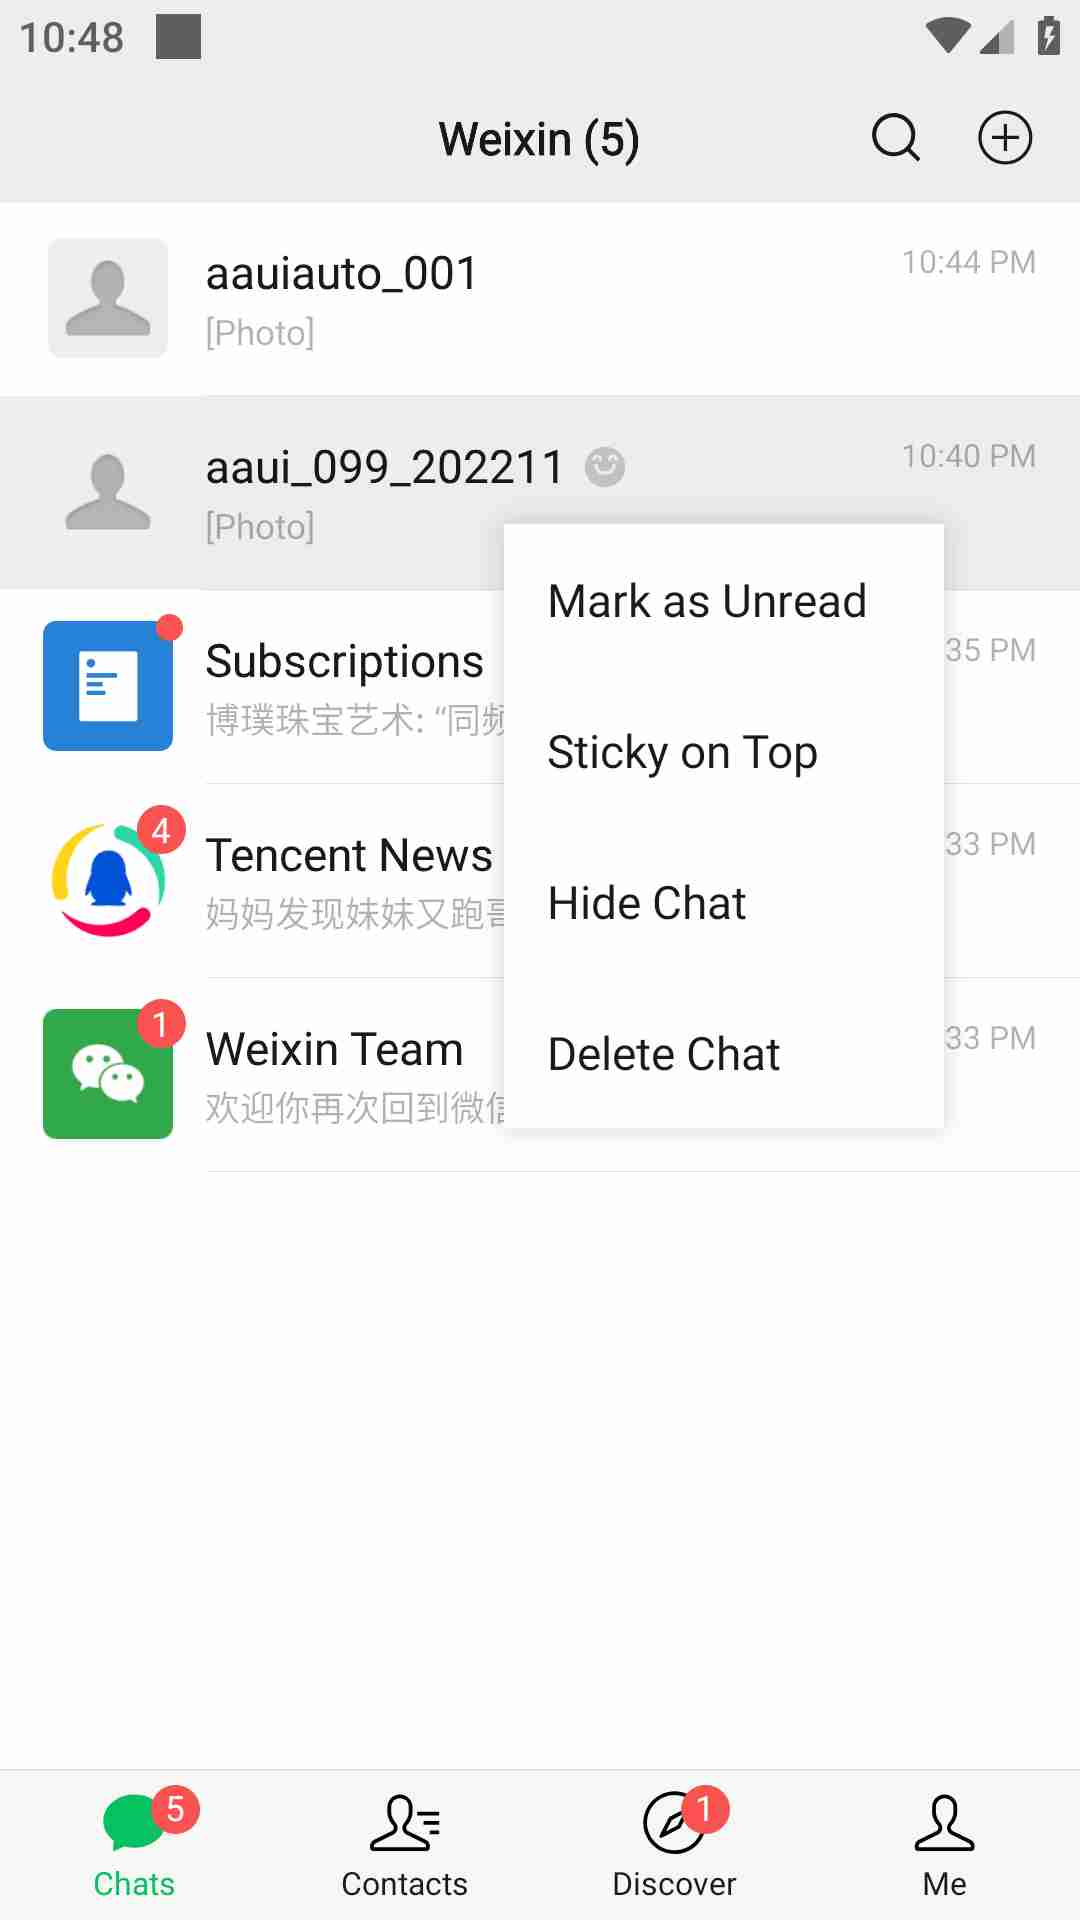 10:48
Weixin (5)
aauiauto_001
10:44 PM
[Photo]
aaui_099_202211
10:40 PM
[Photo]
Mark as Unread
Sticky on Top
Hide Chat
Delete Chat
Subscriptions
35 PM
博璞珠宝艺术: “同频
4
Tencent News
33 PM
妈妈发现妹妹又跑哥
1
Weixin Team
33 PM
欢迎你再次回到微信
5
1
Chats
Contacts
Discover
Me